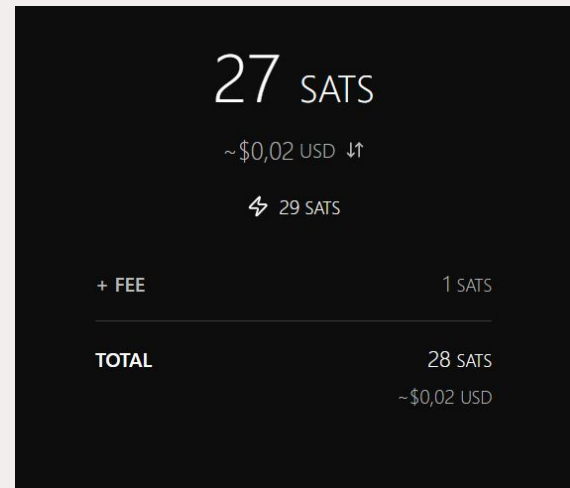 27 SATS
~$0,02 USD
29 SATS
+ FEE 1 SATS
TOTAL 28 SATS
~$0,02 USD